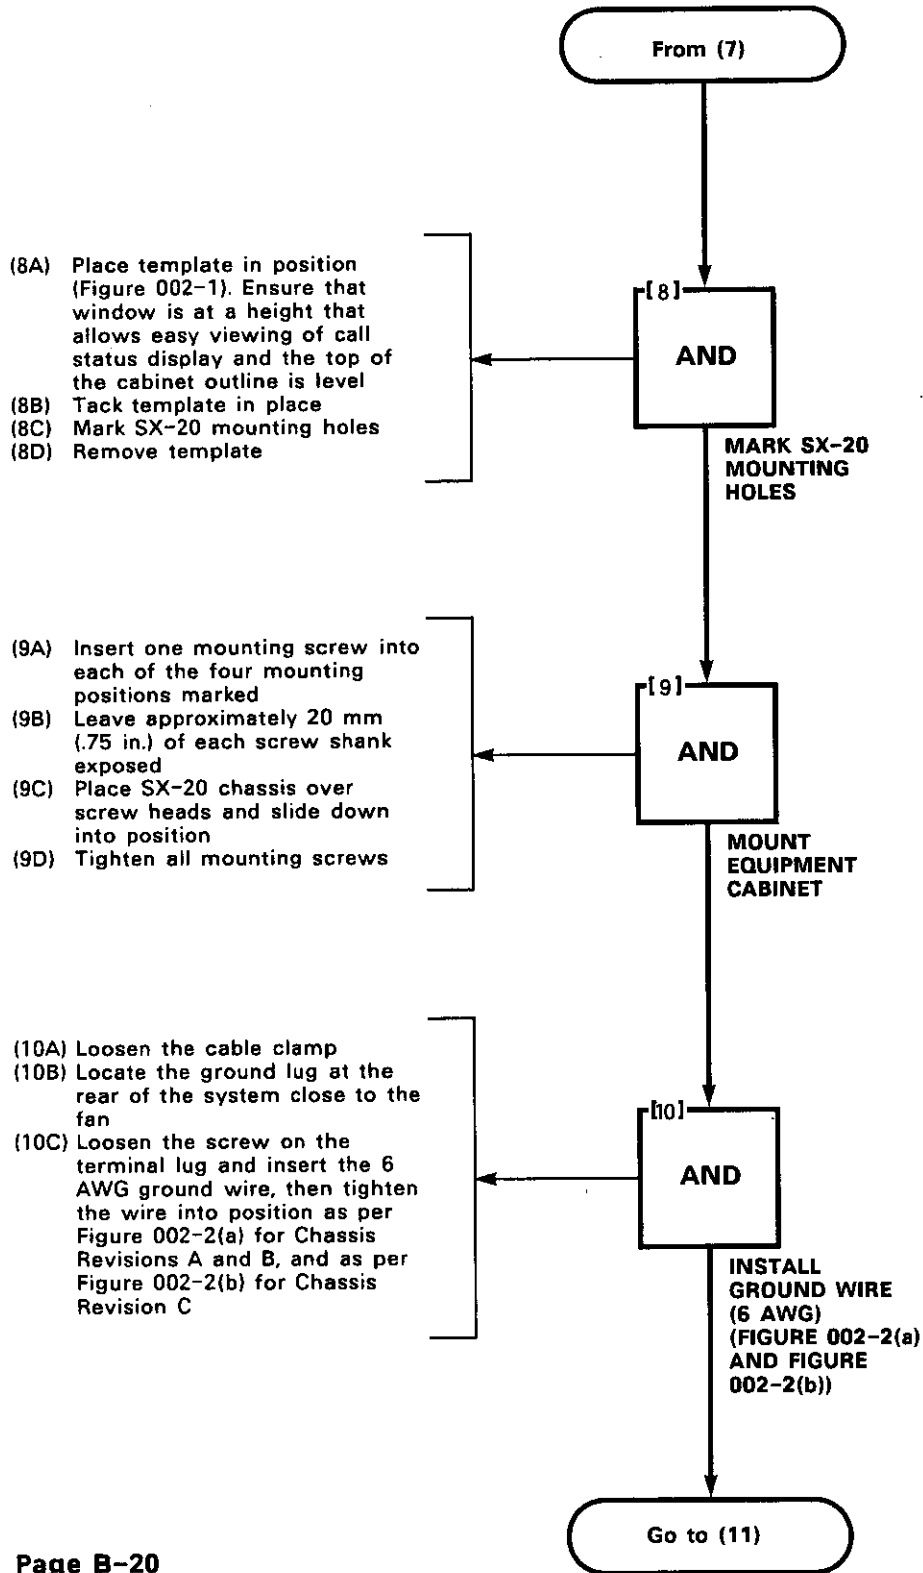 From (7)
(8A) Place template in position
(Figure 002-1). Ensure that
window is at a height that
allows easy viewing of call
status display and the top of
the cabinet outline is level
(8B) Tack template in place
(8C) Mark SX-20 mounting holes
(8D) Remove template
[8]
AND
MARK SX-20
MOUNTING
HOLES
(9A) Insert one mounting screw into
each of the four mounting
positions marked
(9B) Leave approximately 20 mm
(.75 in.) of each screw shank
exposed
(9C) Place SX-20 chassis over
screw heads and slide down
into position
(9D) Tighten all mounting screws
[9]
AND
MOUNT
EQUIPMENT
CABINET
(10A) Loosen the cable clamp
(10B) Locate the ground lug at the
rear of the system close to the
fan
(10C) Loosen the screw on the
terminal lug and insert the 6
AWG ground wire, then tighten
the wire into position as per
Figure 002-2(a) for Chassis
Revisions A and B, and as per
Figure 002-2(b) for Chassis
Revision C
[10]
AND
INSTALL
GROUND WIRE
(6 AWG)
(FIGURE 002-2(a)
AND FIGURE
002-2(b))
Go to (11)
Page B-20